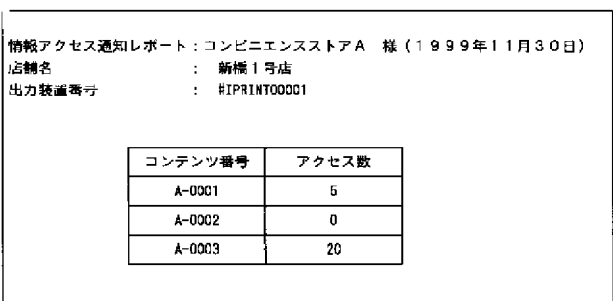 情報アクセス通知レポート：コンビニエンスストアＡ　様（１９９９年１１月３０日）
店舗名　：　新橋１号店
出力装置番号　：　#IPRINT00001
コンテンツ番号　アクセス数
A-0001　5
A-0002　0
A-0003　20